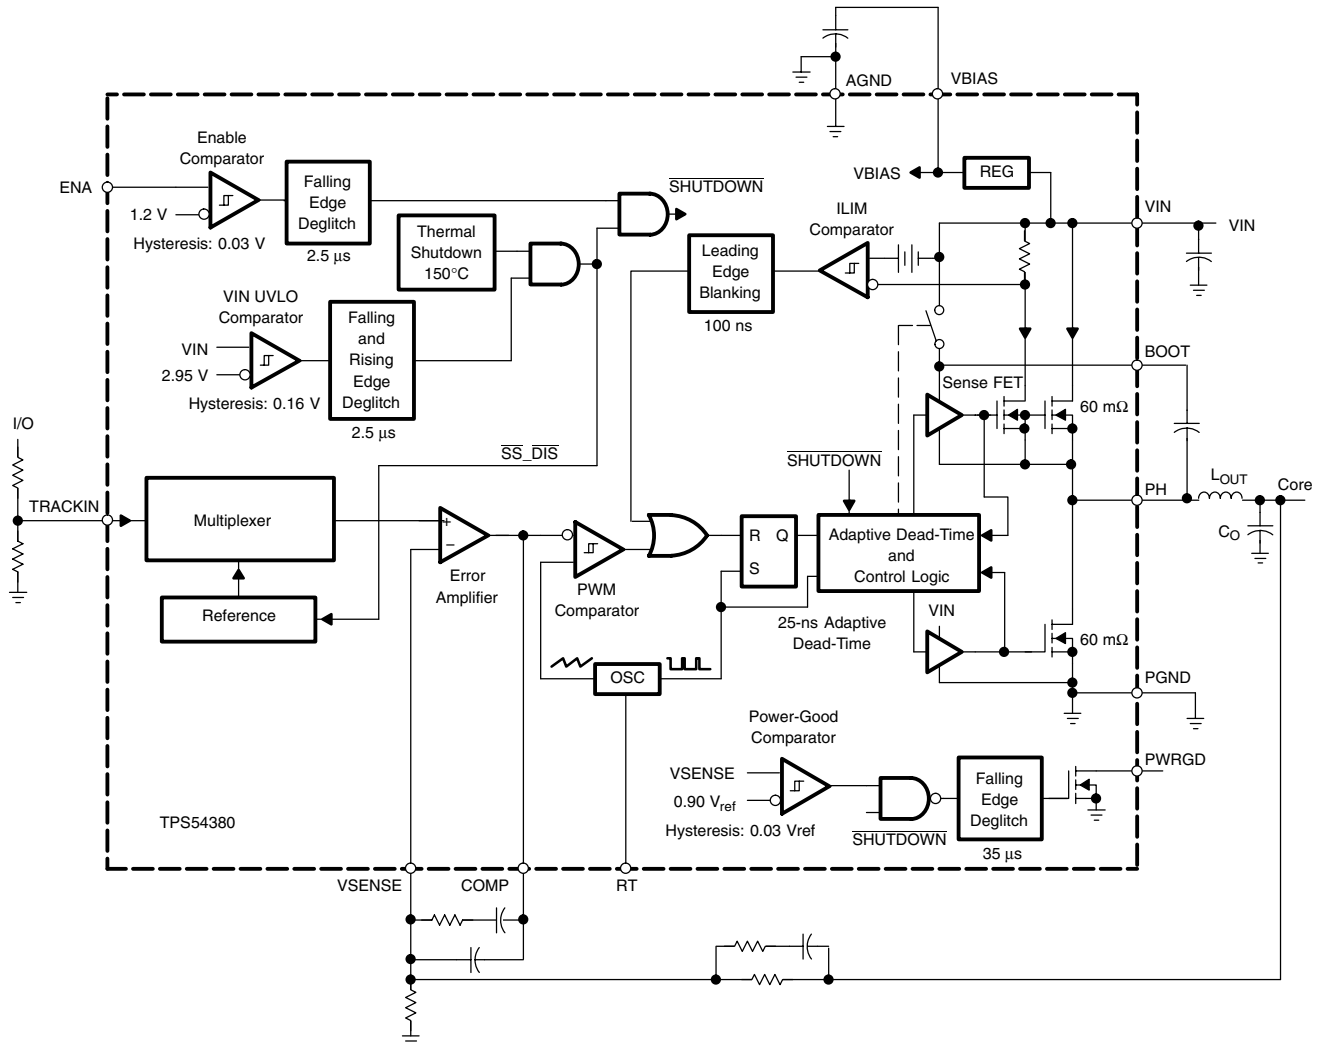 AGND
VBIAS
Enable
Comparator
ENA
1.2 V
Hysteresis: 0.03 V
Falling
Edge
Deglitch
2.5 μs
SHUTDOWN
Thermal
Shutdown
150°C
VBIAS
REG
ILIM
Comparator
Leading
Edge
Blanking
100 ns
VIN
VIN
VIN UVLO
Comparator
VIN
2.95 V
Hysteresis: 0.16 V
Falling
and
Rising
Edge
Deglitch
2.5 μs
BOOT
Sense FET
60 mΩ
I/O
SS_DIS
SHUTDOWN
TRACKIN
Multiplexer
Reference
+
−
Error
Amplifier
PWM
Comparator
R Q
S
Adaptive Dead-Time
and
Control Logic
25-ns Adaptive
Dead-Time
PH
LOUT
Core
CO
VIN
60 mΩ
OSC
PGND
Power-Good
Comparator
VSENSE
0.90 Vref
Hysteresis: 0.03 Vref
SHUTDOWN
Falling
Edge
Deglitch
35 μs
PWRGD
TPS54380
VSENSE
COMP
RT